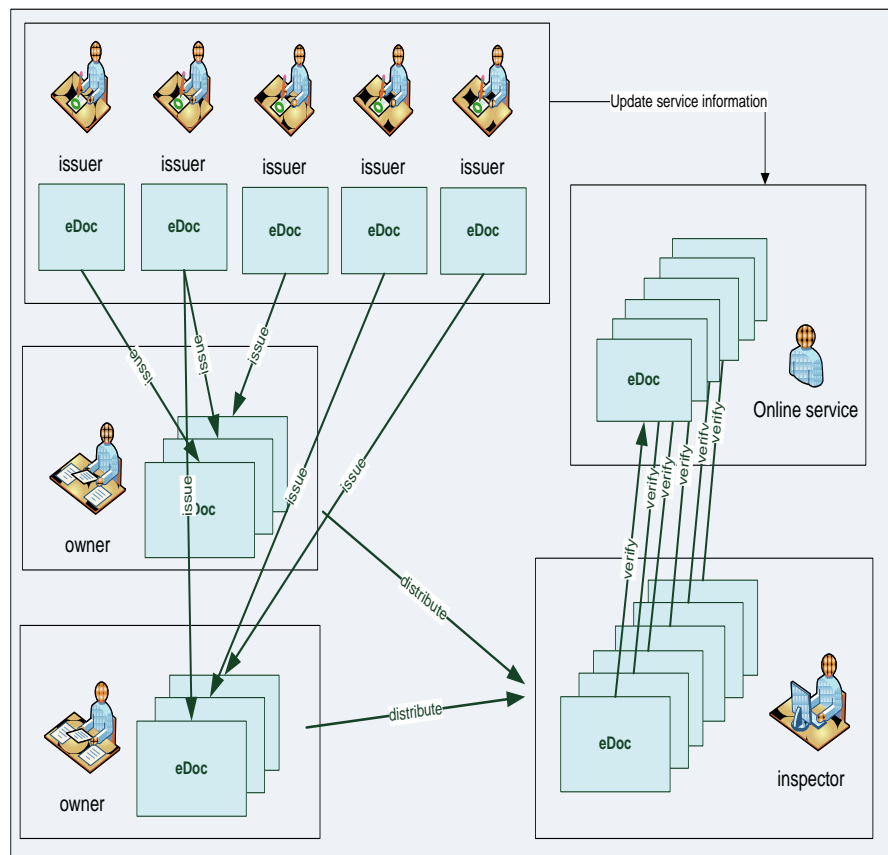 issuer
issuer
issuer
issuer
issuer
Update service information
eDoc
eDoc
eDoc
eDoc
eDoc
issue
issue
issue
issue
issue
issue
eDoc
Online service
owner
Doc
verify
verify
verify
verify
verify
verify
distribute
distribute
owner
eDoc
eDoc
inspector